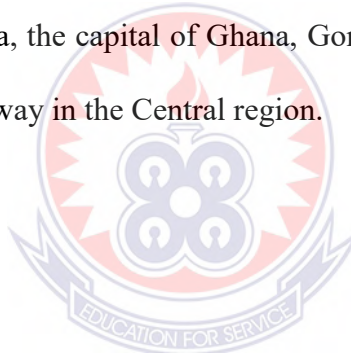 a, the capital of Ghana, Gor
way in the Central region.
EDUCATION FOR SERVICE